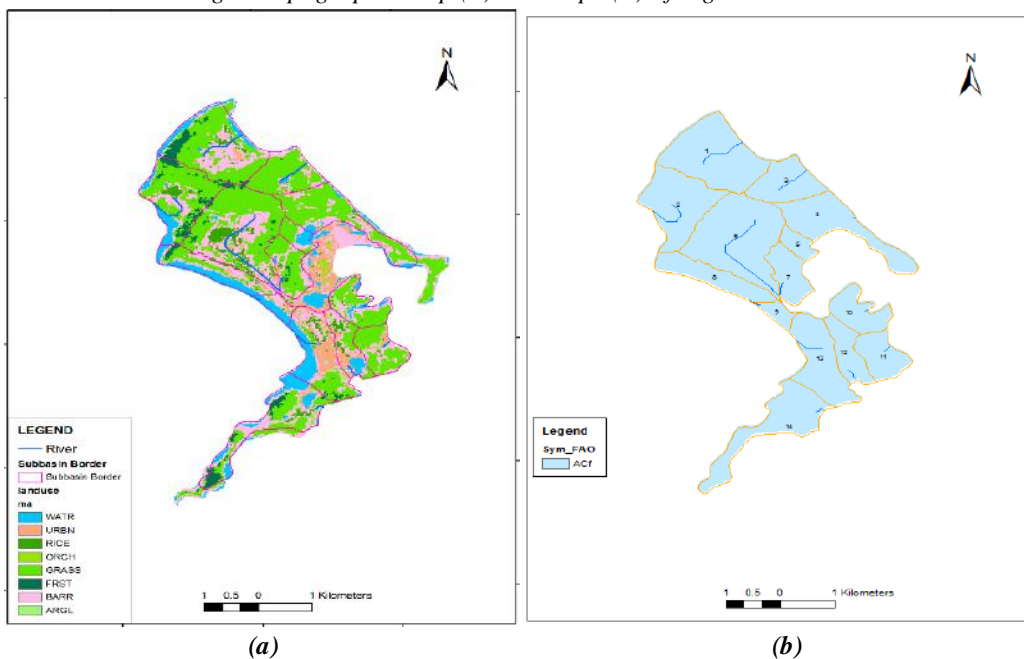 N
LEGEND
River
Subbasin Border
Subbasin Border
landuse
ma
WATR
URBN
RICE
ORCH
GRASS
FRST
BARR
ARGL
1 0.5 0 1 Kilometers
(a)
N
1
2
3
4
5
6
7
8
9
10
11
12
13
14
Legend
Sym_FAO
ACf
1 0.5 0 1 Kilometers
(b)